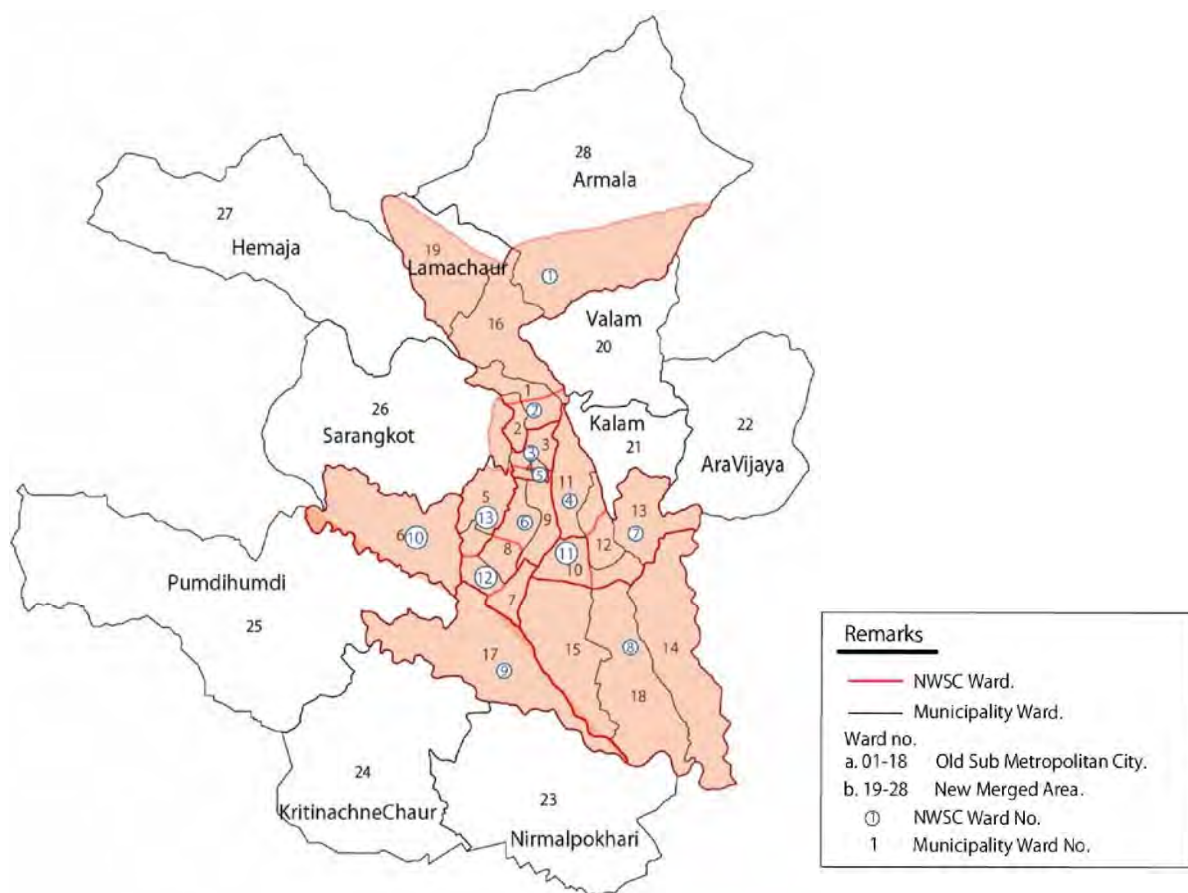 28
Armala
27
Hemaja
19
Lamachaur
1
16
Valam
20
1
2
2
26
Sarangkot
3
3
Kalam
21
22
AraVijaya
5
11
4
5
13
13
7
6
10
6
9
8
12
11
10
12
7
Pumdihumdi
25
17
9
15
8
14
18
24
KritinachneChaur
23
Nirmalpokhari
Remarks
NWSC Ward.
Municipality Ward.
Ward no.
a. 01-18 Old Sub Metropolitan City.
b. 19-28 New Merged Area.
1 NWSC Ward No.
1 Municipality Ward No.